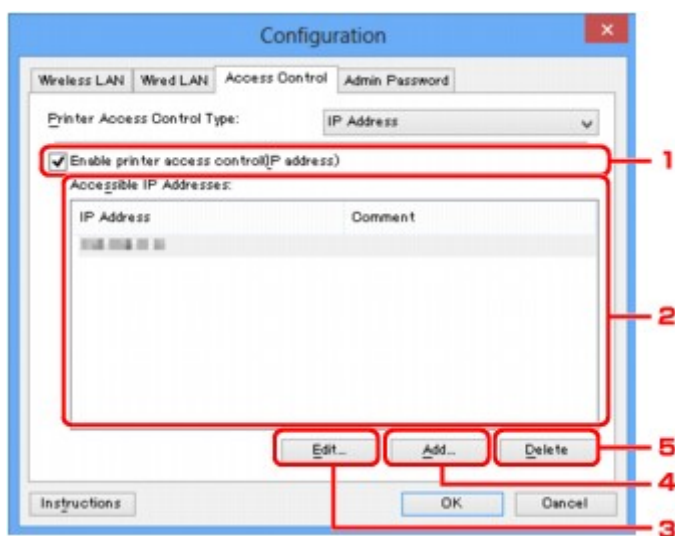 Configuration
Wireless LAN Wired LAN Access Control Admin Password
Printer Access Control Type: IP Address
Enable printer access control(IP address) 1
Accessible IP Addresses:
IP Address Comment
2
Edit... Add... Delete 5
4
Instructions OK Cancel
3